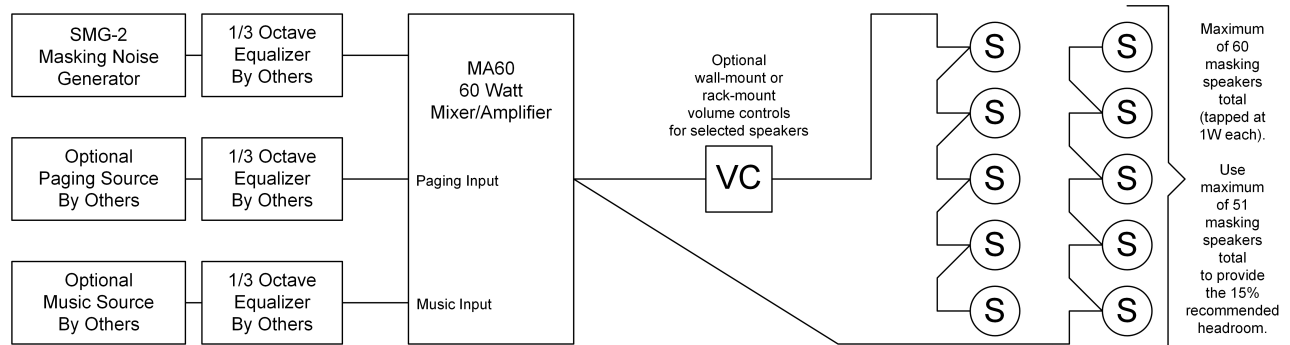 SMG-2
Masking Noise
Generator
1/3 Octave
Equalizer
By Others
MA60
60 Watt
Mixer/Amplifier
Optional
Paging Source
By Others
1/3 Octave
Equalizer
By Others
Paging Input
Optional
Music Source
By Others
1/3 Octave
Equalizer
By Others
Music Input
Optional
wall-mount or
rack-mount
volume controls
for selected speakers
VC
S
S
S
S
S
S
S
S
S
S
Maximum
of 60
masking
speakers
total
(tapped at
1W each).
Use
maximum
of 51
masking
speakers
total
to provide
the 15%
recommended
headroom.